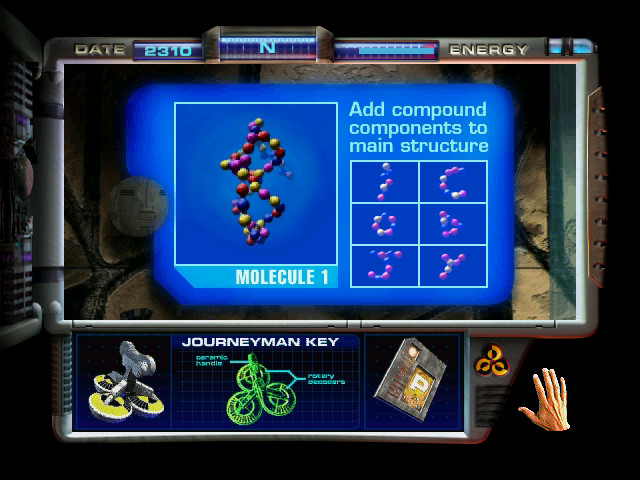 DATE 2310 N ENERGY
Add compound
components to
main structure
MOLECULE 1
JOURNEYMAN KEY
ceramic
handle
rotary
decoders
P